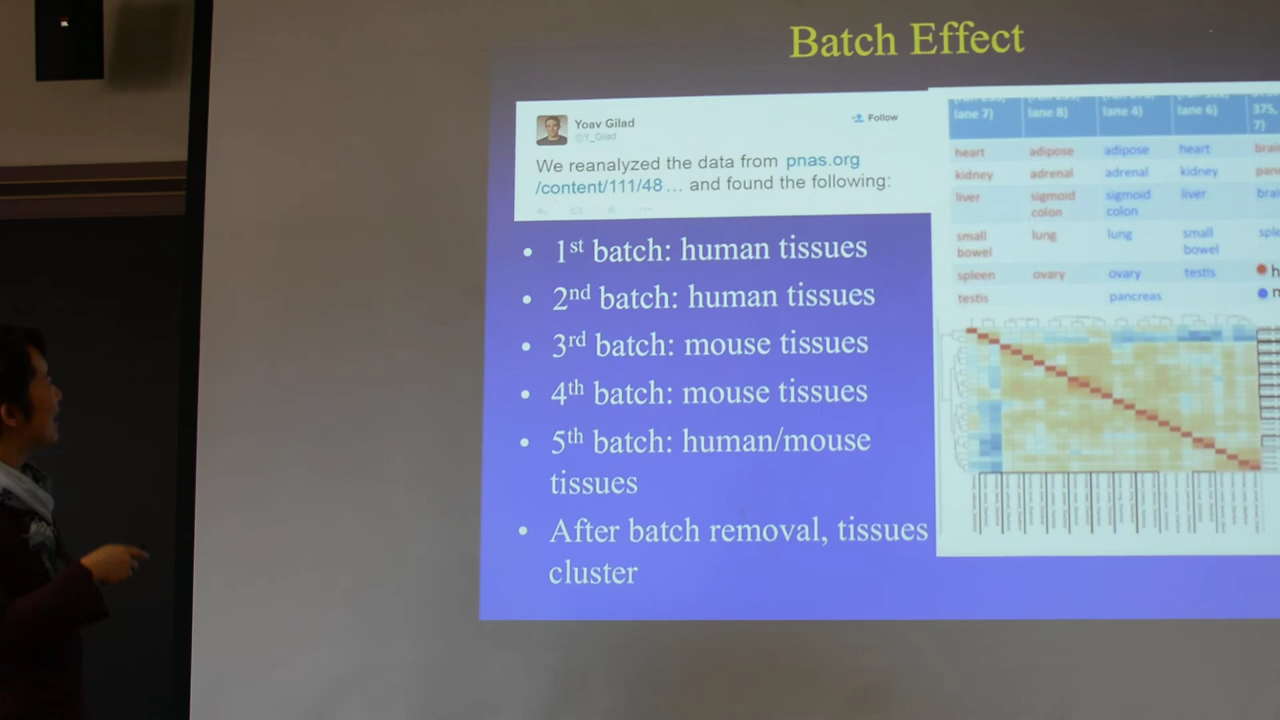 Batch Effect
Yoav Gilad
@Y_Gilad
Follow
We reanalyzed the data from pnas.org
/content/111/48... and found the following:
• 1st batch: human tissues
• 2nd batch: human tissues
• 3rd batch: mouse tissues
• 4th batch: mouse tissues
• 5th batch: human/mouse
tissues
• After batch removal, tissues
cluster
lane 7) lane 8) lane 4) lane 6) 375,
7)
heart adipose adipose heart
kidney adrenal adrenal kidney
liver sigmoid colon sigmoid colon liver
small bowel lung lung small bowel
spleen ovary ovary testis
testis pancreas